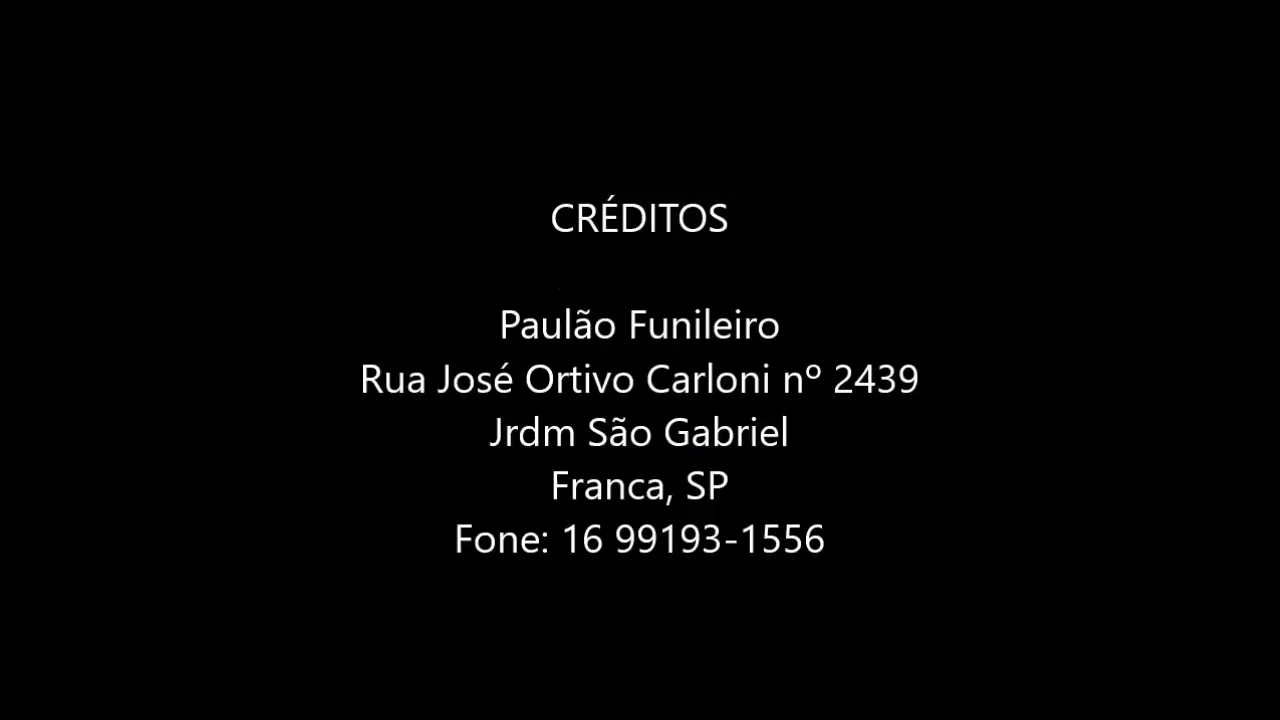 CRÉDITOS
Paulão Funileiro
Rua José Ortivo Carloni nº 2439
Jrdm São Gabriel
Franca, SP
Fone: 16 99193-1556